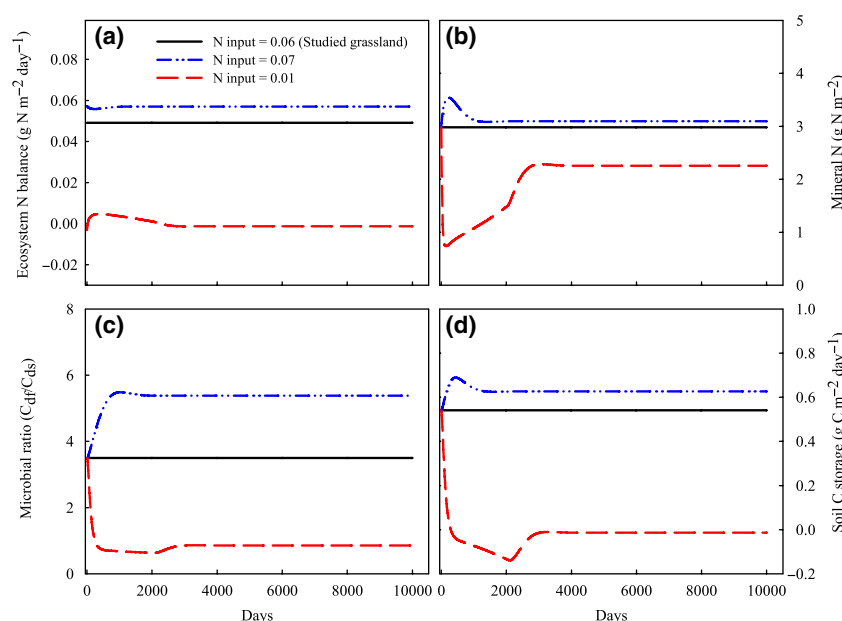 (a)
N input = 0.06 (Studied grassland)
N input = 0.07
N input = 0.01
Ecosystem N balance (g N m−2 day−1)
0.08
0.06
0.04
0.02
0.00
−0.02
(b)
5
4
3
2
1
0
Mineral N (g N m−2)
(c)
Microbial ratio (Cdf/Cds)
8
6
4
2
0
0
2000
4000
6000
8000
10000
Days
(d)
1.0
0.8
0.6
0.4
0.2
0.0
−0.2
Soil C storage (g C m−2 day−1)
0
2000
4000
6000
8000
10000
Days